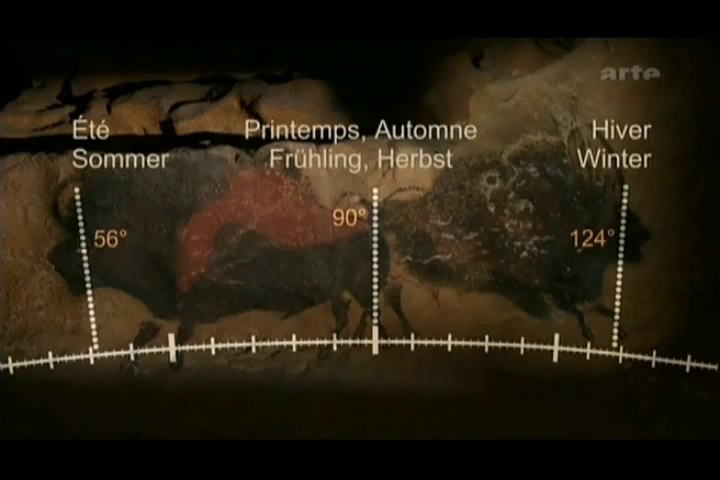 arte
Été
Sommer
Printemps, Automne
Frühling, Herbst
Hiver
Winter
56°
90°
124°